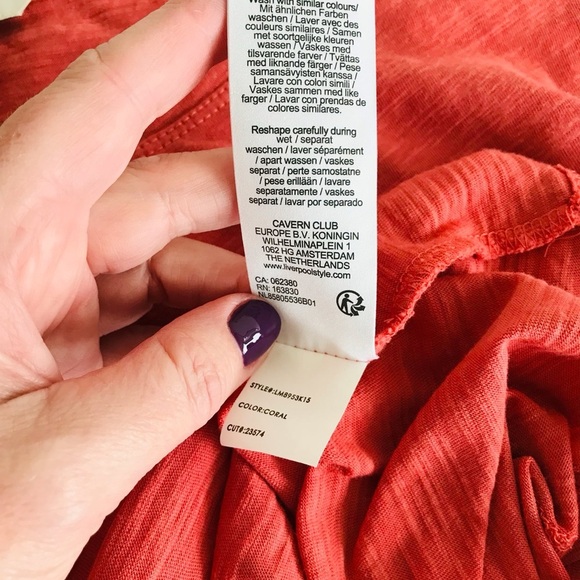 Wash with similar colours/
Mit ähnlichen Farben
waschen / Laver avec des
couleurs similaires / Samen
met soortgelijke kleuren
wassen / Vaskes med
tilsvarende farver / Tvättas
med liknande färger / Pese
samansävyisten kanssa /
Lavare con colori simili /
Vaskes sammen med like
farger / Lavar con prendas de
colores similares.
Reshape carefully during
wet / separat
waschen / laver séparément
/ apart wassen / vaskes
separat / perte samostatne
/ pese erillään / lavare
separatamente / vaskes
separat / lavar por separado
CAVERN CLUB
EUROPE B.V. KONINGIN
WILHELMINAPLEIN 1
1062 HG AMSTERDAM
THE NETHERLANDS
www.liverpoolstyle.com
CA: 062380
RN: 163830
NL85805536B01
STYLE#:LM8953K15
COLOR:CORAL
CUT#:23574